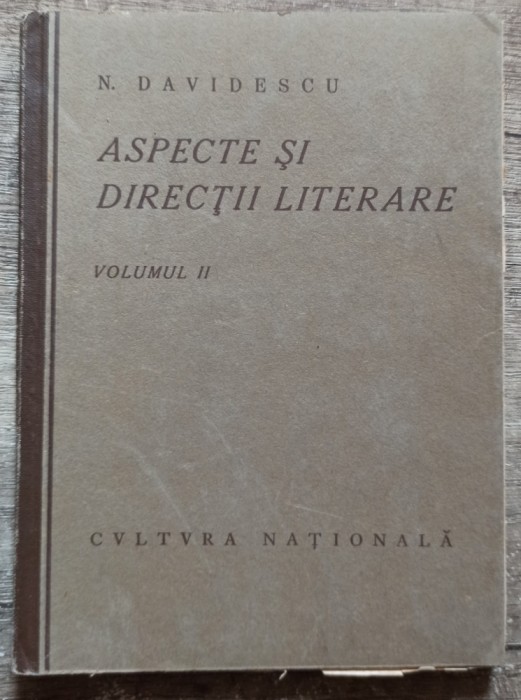 N. DAVIDESCU
ASPECTE ŞI
DIRECŢII LITERARE
VOLUMUL II
CVLTVRA NAŢIONALĂ